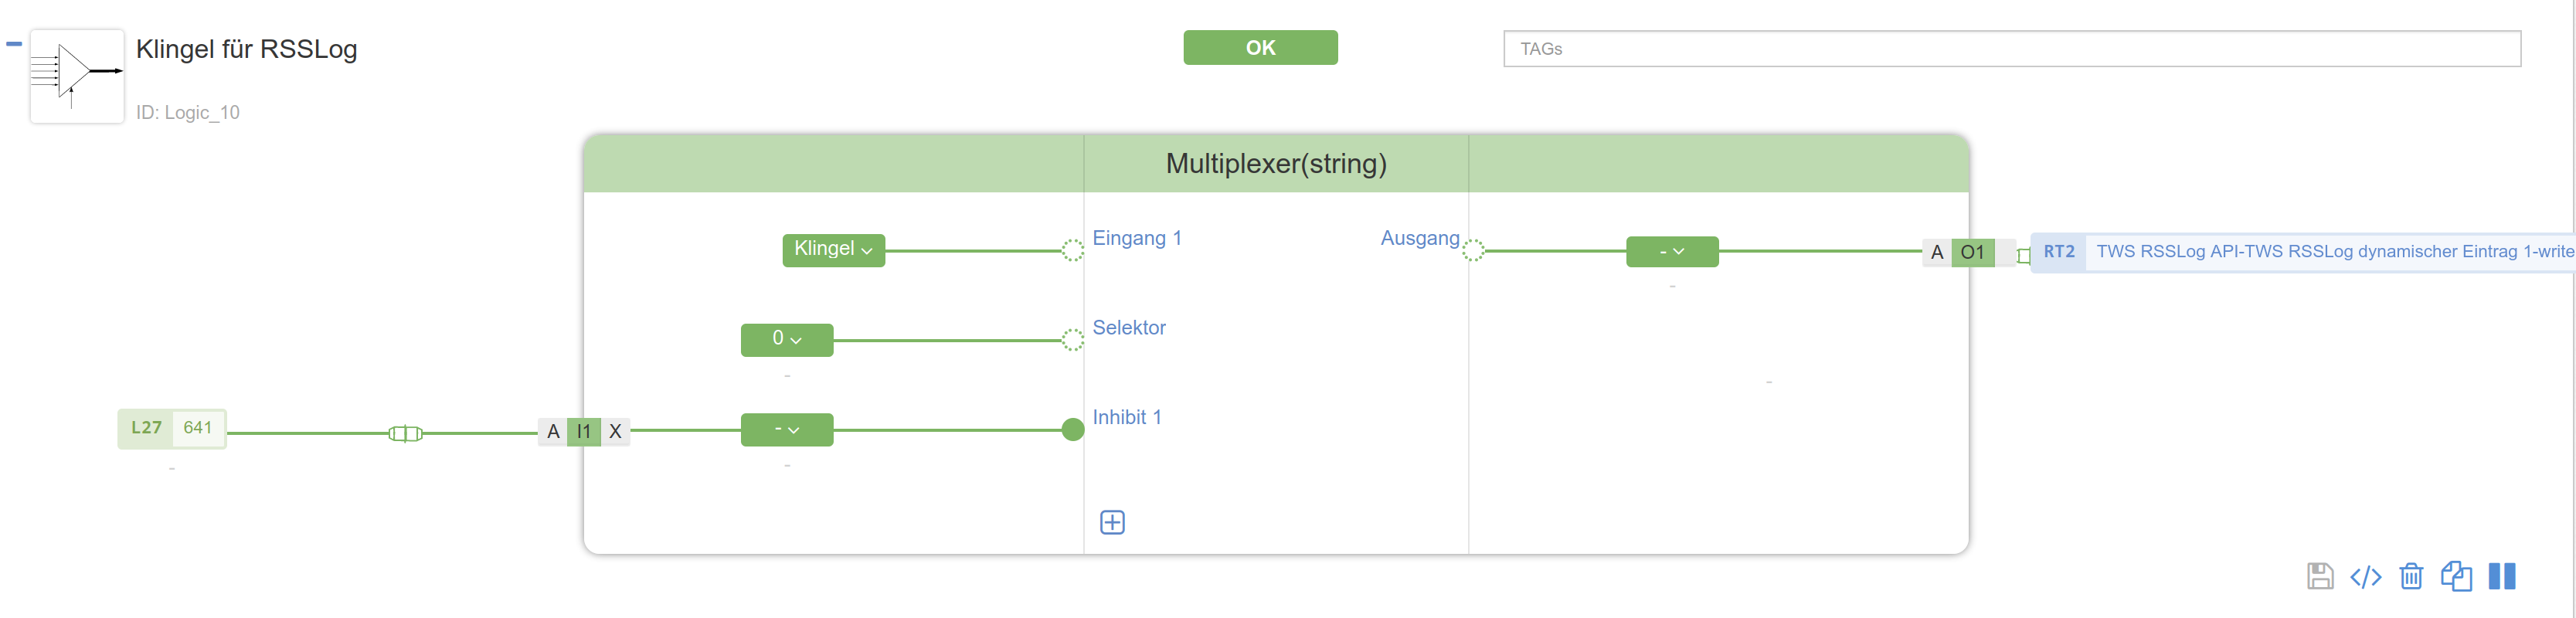 Klingel für RSSLog
OK
TAGs
ID: Logic_10
Multiplexer(string)
Klingel
Eingang 1
Ausgang
-
A O1
RT2 TWS RSSLog API-TWS RSSLog dynamischer Eintrag 1-write
-
0
Selektor
-
-
L27 641
A I1 X
-
Inhibit 1
-
-